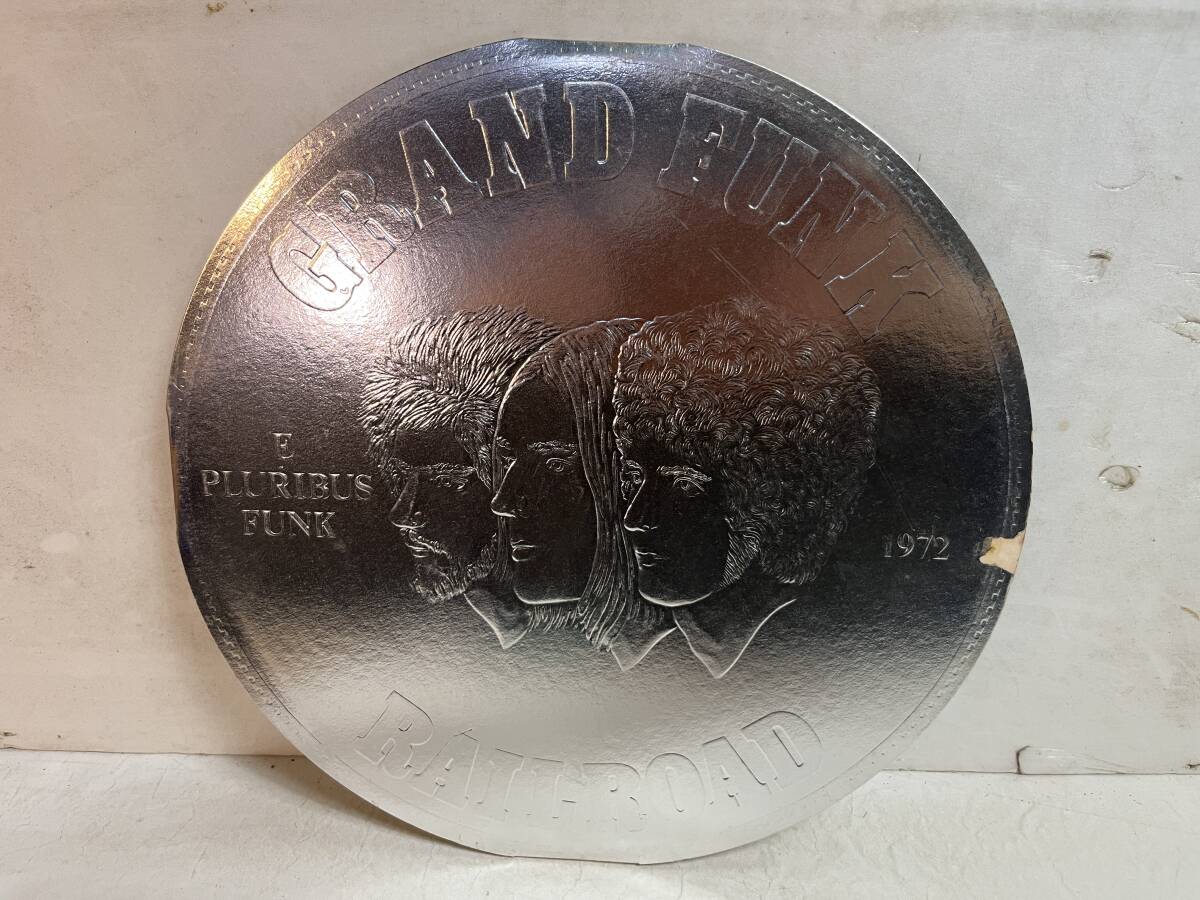 GRAND FUNK
E
PLURIBUS
FUNK
1972
RAILROAD